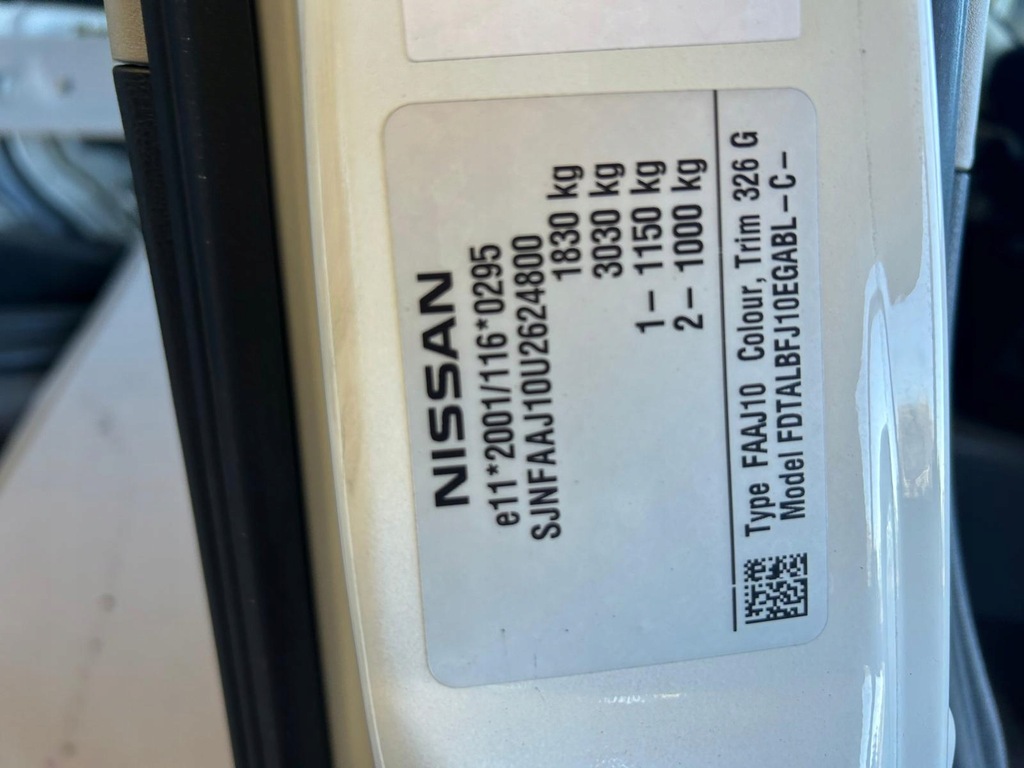 NISSAN
e11*2001/116*0295
SJNFAAJ10U2624800
1830 kg
3030 kg
1– 1150 kg
2– 1000 kg
Type FAAJ10 Colour, Trim 326 G
Model FDTALBFJ10EGABL-C-